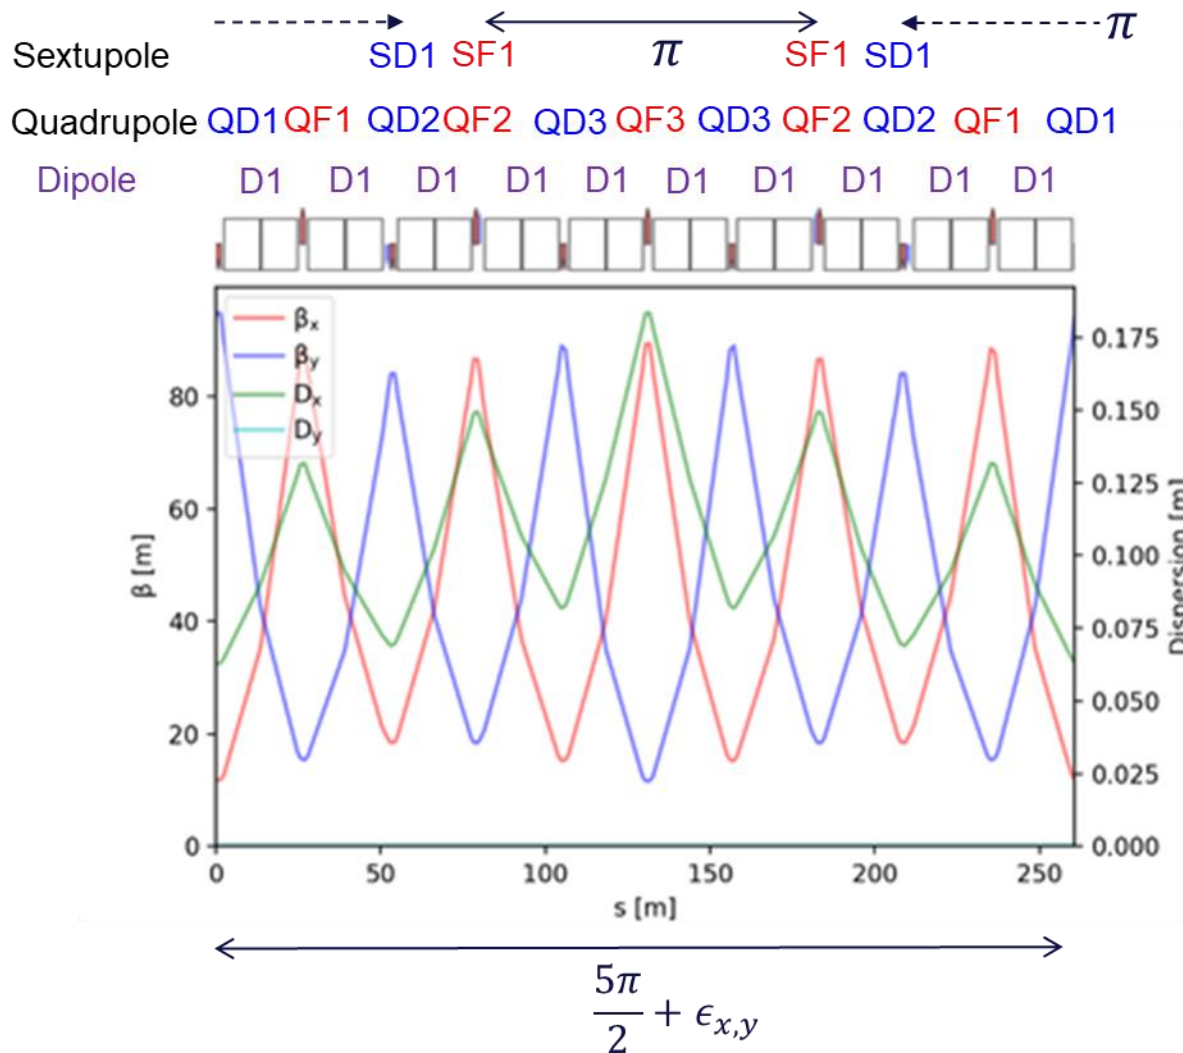 π
Sextupole SD1 SF1 π SF1 SD1
Quadrupole QD1 QF1 QD2 QF2 QD3 QF3 QD3 QF2 QD2 QF1 QD1
Dipole D1 D1 D1 D1 D1 D1 D1 D1 D1 D1
βx
βy
Dx
Dy
80
60
40
20
0
β [m]
0.175
0.150
0.125
0.100
0.075
0.050
0.025
0.000
Dispersion [m]
0 50 100 150 200 250
s [m]
5π/2 + ϵx,y